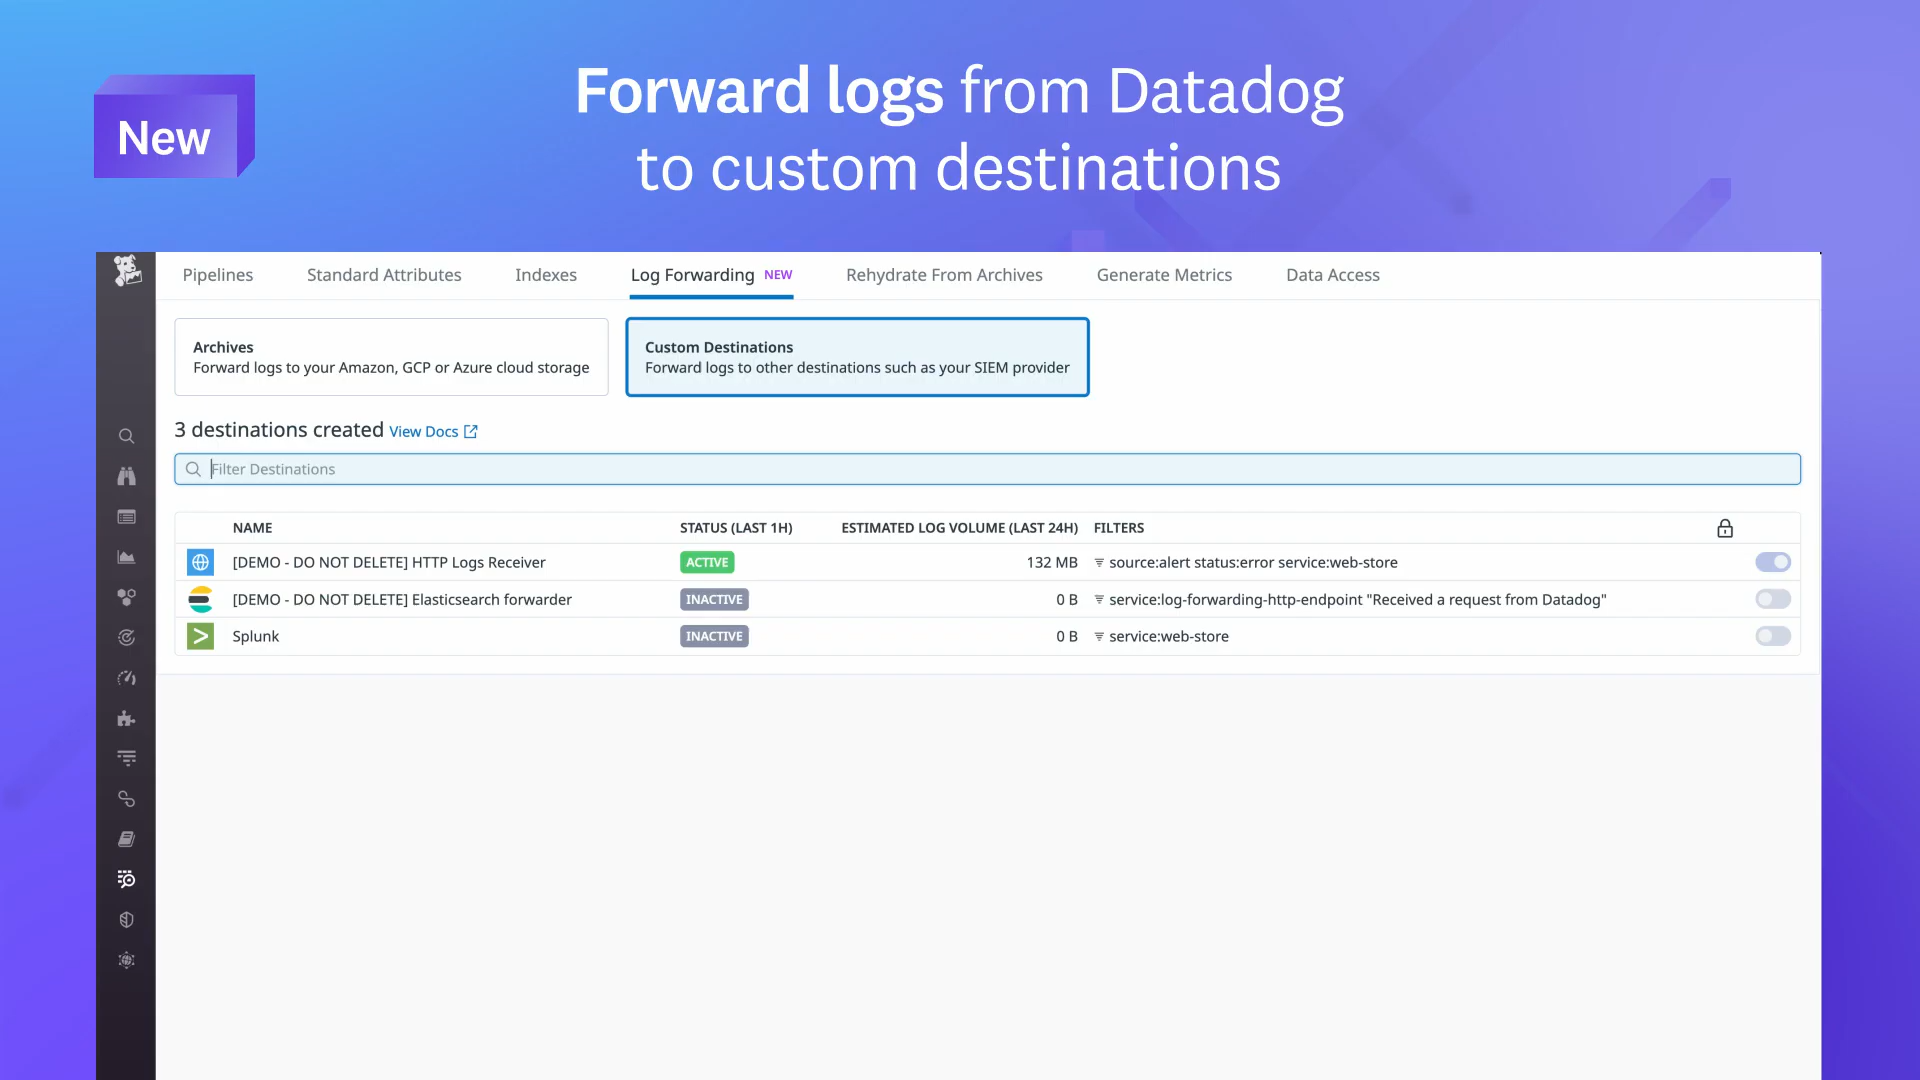 New
Forward logs from Datadog
to custom destinations
Pipelines Standard Attributes Indexes Log Forwarding NEW Rehydrate From Archives Generate Metrics Data Access
Archives
Forward logs to your Amazon, GCP or Azure cloud storage
Custom Destinations
Forward logs to other destinations such as your SIEM provider
3 destinations created View Docs
Filter Destinations
NAME STATUS (LAST 1H) ESTIMATED LOG VOLUME (LAST 24H) FILTERS
[DEMO - DO NOT DELETE] HTTP Logs Receiver ACTIVE 132 MB source:alert status:error service:web-store
[DEMO - DO NOT DELETE] Elasticsearch forwarder INACTIVE 0 B service:log-forwarding-http-endpoint "Received a request from Datadog"
Splunk INACTIVE 0 B service:web-store